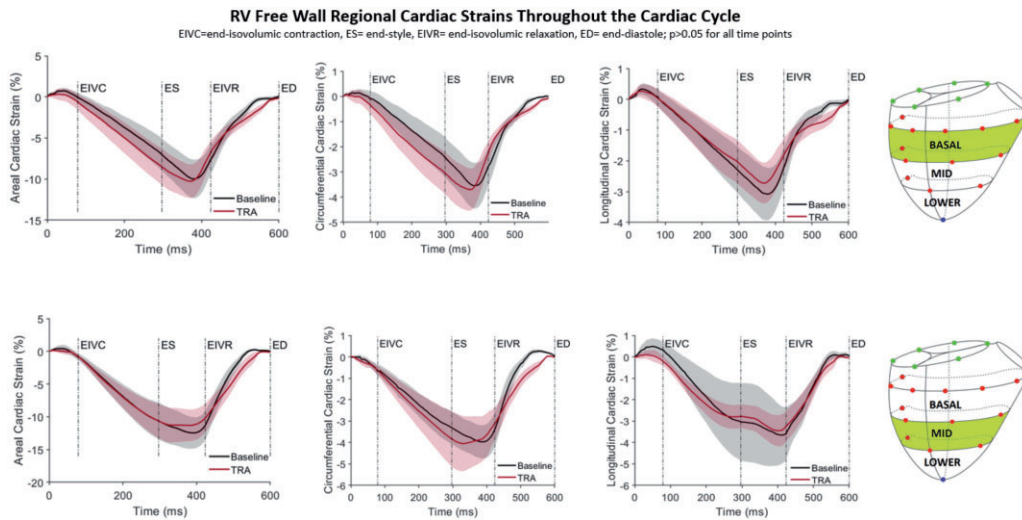 RV Free Wall Regional Cardiac Strains Throughout the Cardiac Cycle
EIVC=end-isovolumic contraction, ES= end-style, EIVR= end-isovolumic relaxation, ED= end-diastole; p>0.05 for all time points
Areal Cardiac Strain (%)
5
0
-5
-10
-15
EIVC
ES
EIVR
ED
Baseline
TRA
0 200 400 600
Time (ms)
Circumferential Cardiac Strain (%)
1
0
-1
-2
-3
-4
-5
EIVC
ES
EIVR
Baseline
TRA
0 100 200 300 400 500
Time (ms)
Longitudinal Cardiac Strain (%)
1
0
-1
-2
-3
-4
EIVC
ES
EIVR
ED
Baseline
TRA
0 100 200 300 400 500 600
Time (ms)
BASAL
MID
LOWER
Areal Cardiac Strain (%)
5
0
-5
-10
-15
-20
EIVC
ES
EIVR
ED
Baseline
TRA
0 200 400 600
Time (ms)
Circumferential Cardiac Strain (%)
1
0
-1
-2
-3
-4
-5
-6
EIVC
ES
EIVR
ED
Baseline
TRA
0 100 200 300 400 500 600
Time (ms)
Longitudinal Cardiac Strain (%)
1
0
-1
-2
-3
-4
-5
-6
EIVC
ES
EIVR
ED
Baseline
TRA
0 100 200 300 400 500 600
Time (ms)
BASAL
MID
LOWER